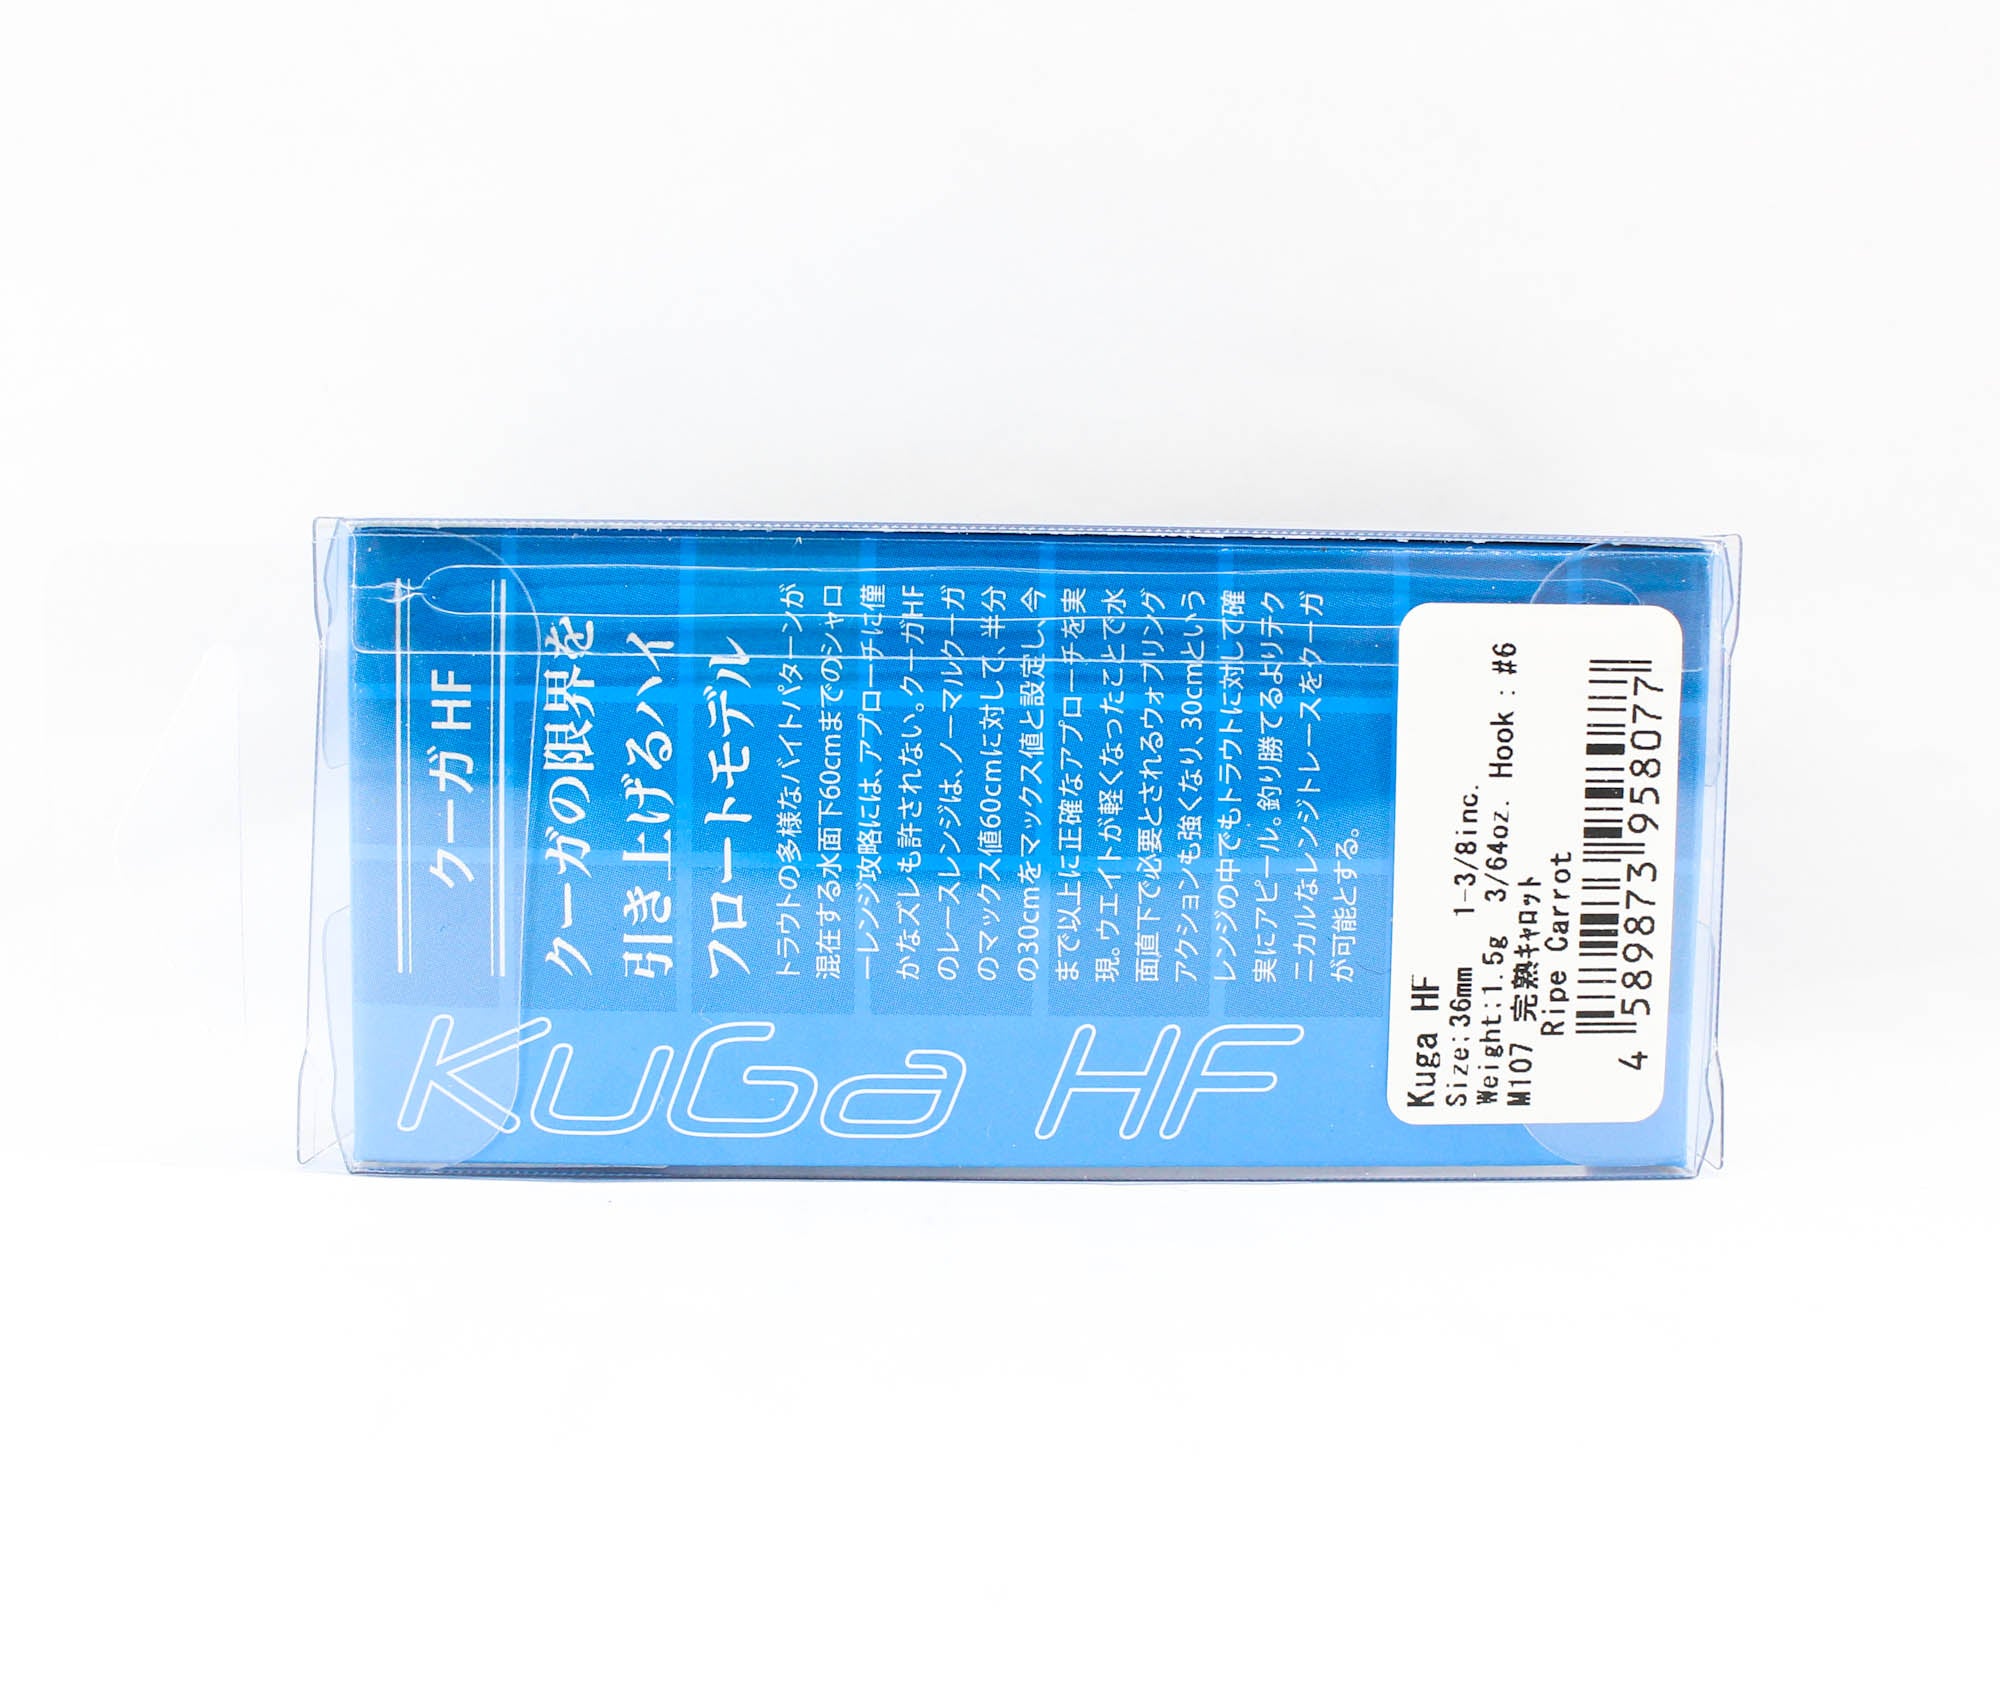 クーガ HF
クーガの限界を
引き上げるハイ
フロートモデル
トラウトの多様なバイトパターンが
混在する水面下60cmまでのシャロ
ーレンジ攻略には、アプローチに僅
かなズレも許されない。クーガHF
のレースレンジは、ノーマルクーガ
のマックス値60cmに対して、半分
の30cmをマックス値と設定し、今
まで以上に正確なアプローチを実
現。ウエイトが軽くなったことで水
面直下で必要とされるウォブリング
アクションも強くなり、30cmという
レンジの中でもトラウトに対して確
実にアピール。釣り勝てるよりテク
ニカルなレンジトレースをクーガ
が可能とする。
KuGa HF
Kuga HF
Size:36mm 1-3/8inc.
Weight:1.5g 3/64oz. Hook：#6
M107 完熟ｷｬﾛｯﾄ
Ripe Carrot
4 589873 958077